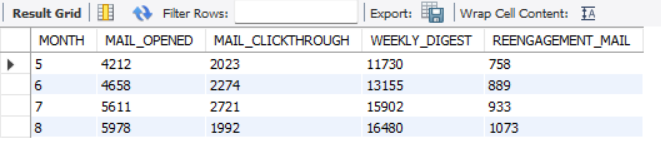 Result Grid Filter Rows: Export: Wrap Cell Content: IA
MONTH MAIL_OPENED MAIL_CLICKTHROUGH WEEKLY_DIGEST REENGAGEMENT_MAIL
5 4212 2023 11730 758
6 4658 2274 13155 889
7 5611 2721 15902 933
8 5978 1992 16480 1073